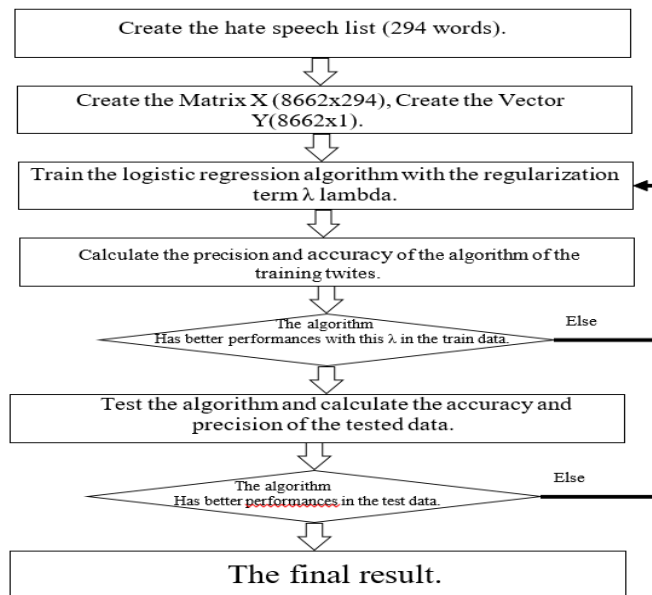 Create the hate speech list (294 words).
Create the Matrix X (8662x294), Create the Vector
Y(8662x1).
Train the logistic regression algorithm with the regularization
term λ lambda.
Calculate the precision and accuracy of the algorithm of the
training twites.
The algorithm
Has better performances with this λ in the train data.
Else
Test the algorithm and calculate the accuracy and
precision of the tested data.
The algorithm
Has better performances in the test data.
Else
The final result.